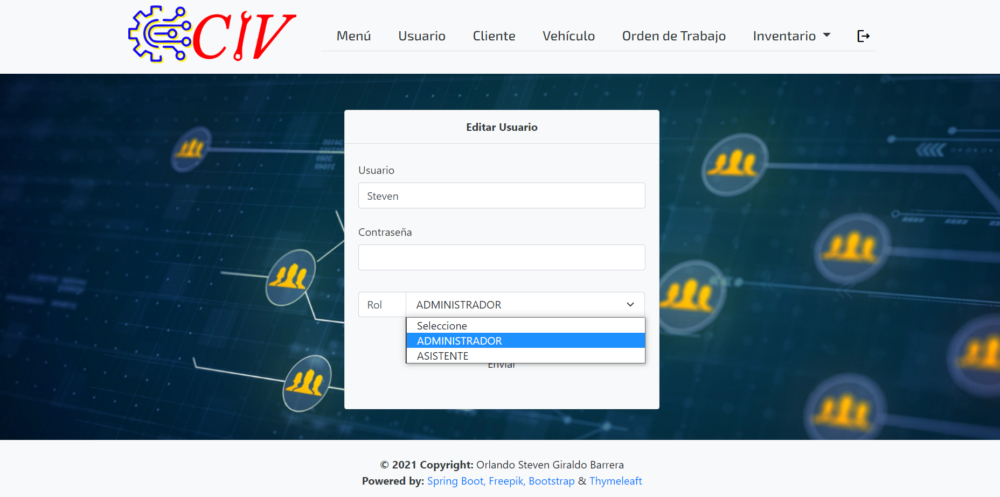 CIV
Menú Usuario Cliente Vehículo Orden de Trabajo Inventario
Editar Usuario
Usuario
Steven
Contraseña
Rol ADMINISTRADOR
Seleccione
ADMINISTRADOR
ASISTENTE
Enviar
© 2021 Copyright: Orlando Steven Giraldo Barrera
Powered by: Spring Boot, Freepik, Bootstrap & Thymeleaft